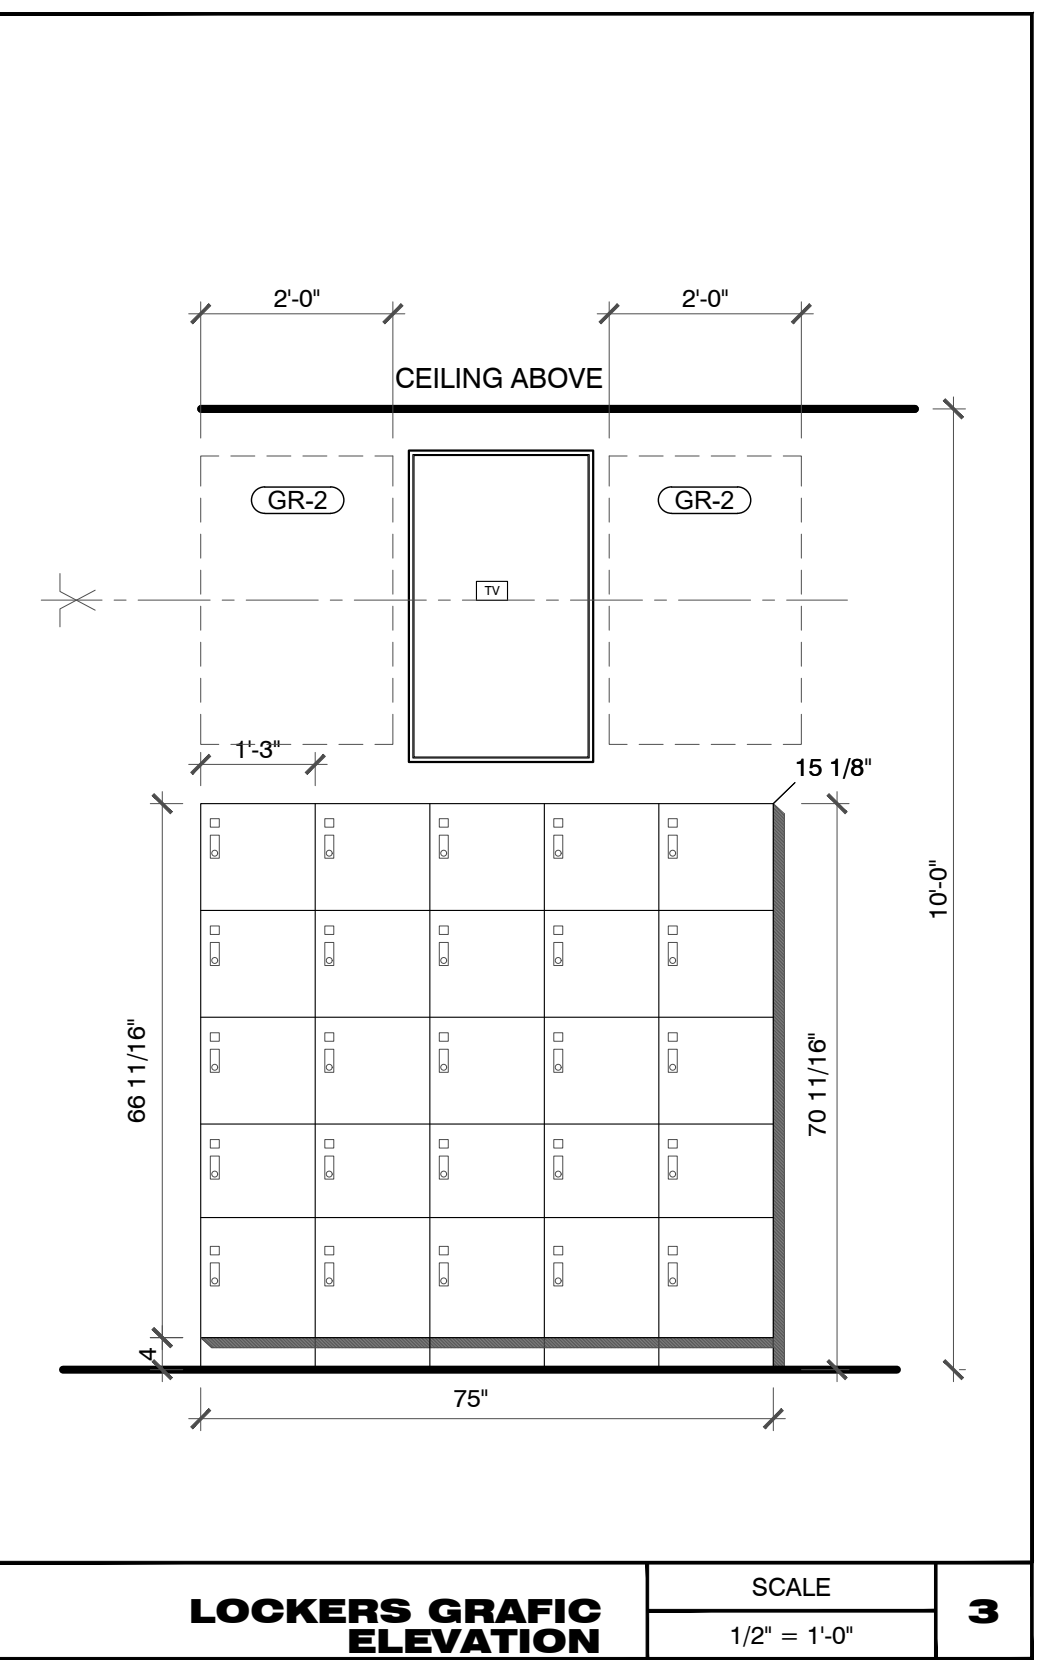 2'-0"
2'-0"
CEILING ABOVE
GR-2
GR-2
TV
1'-3"
15 1/8"
10'-0"
66 11/16"
70 11/16"
4
75"
LOCKERS GRAFIC
ELEVATION
SCALE
1/2" = 1'-0"
3